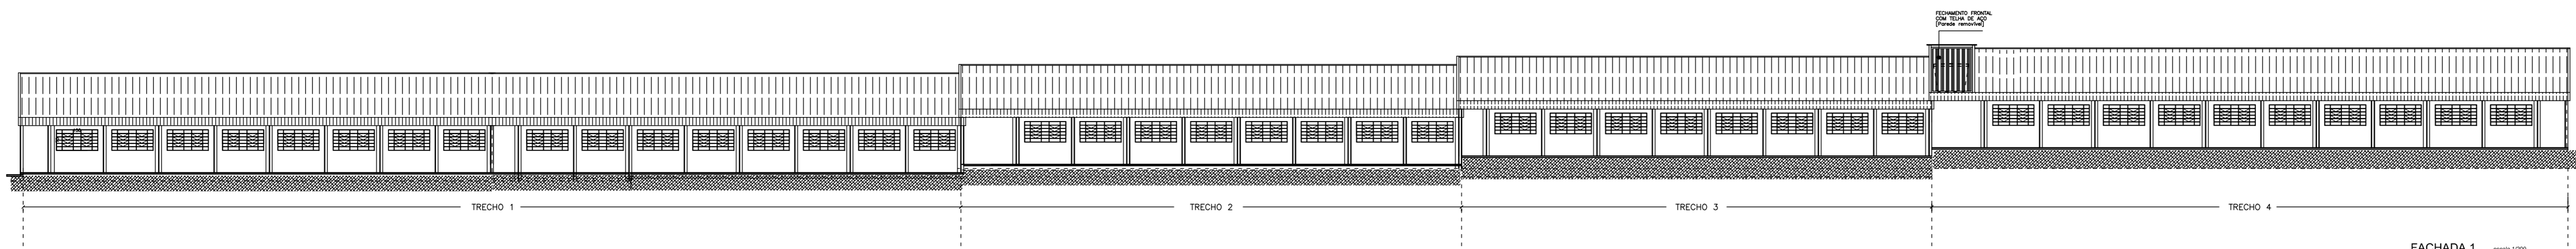 FECHAMENTO FRONTAL
COM TELHA DE AÇO
[Parede removível]
TRECHO 1
TRECHO 2
TRECHO 3
TRECHO 4
FACHADA 1